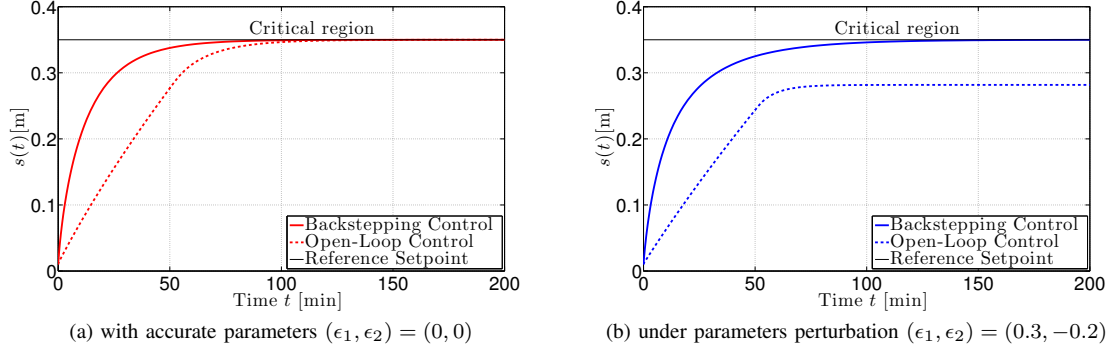 0.4
0.3
0.2
0.1
0
s(t)[m]
Critical region
Backstepping Control
Open-Loop Control
Reference Setpoint
0
50
100
150
200
Time t [min]
(a) with accurate parameters (ϵ₁, ϵ₂) = (0, 0)
0.4
0.3
0.2
0.1
0
s(t)[m]
Critical region
Backstepping Control
Open-Loop Control
Reference Setpoint
0
50
100
150
200
Time t [min]
(b) under parameters perturbation (ϵ₁, ϵ₂) = (0.3, −0.2)